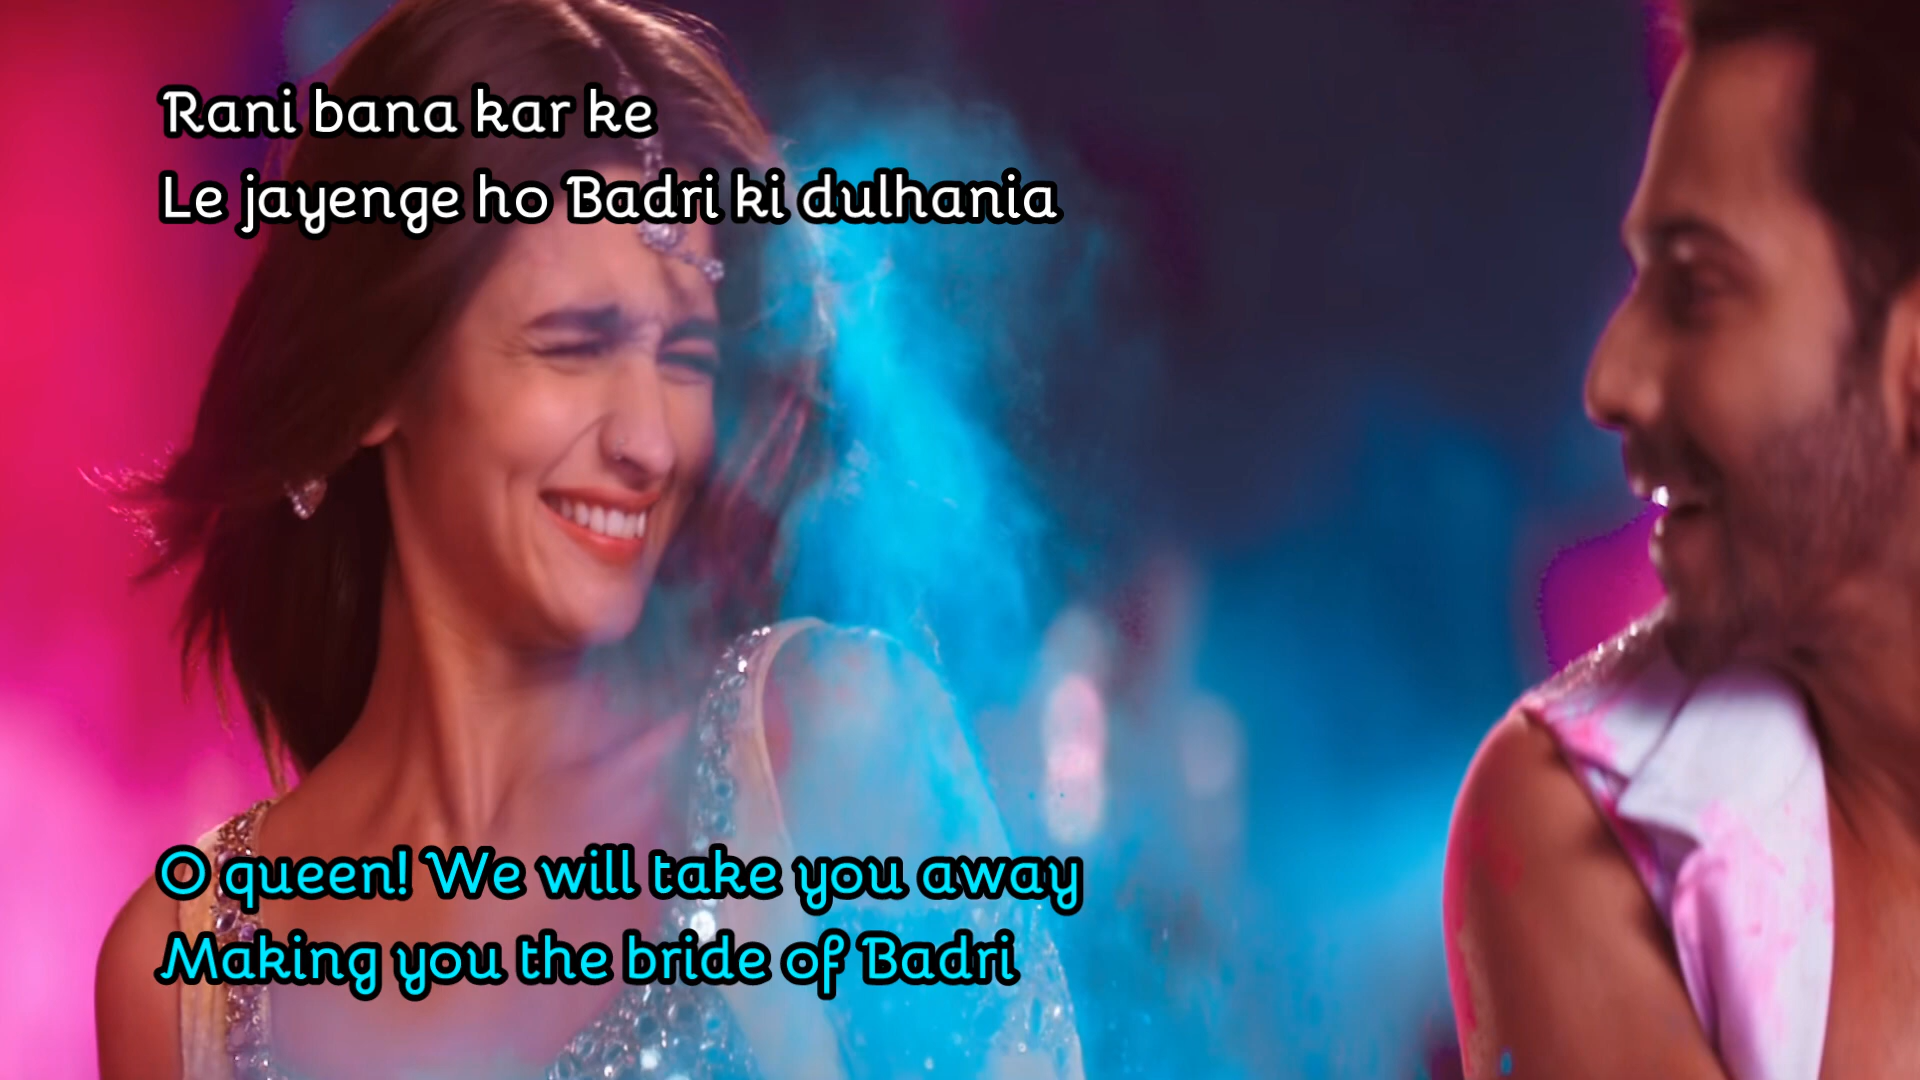 Rani bana kar ke
Le jayenge ho Badri ki dulhania
O queen! We will take you away
Making you the bride of Badri